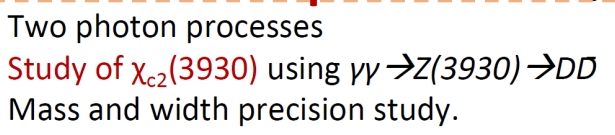 Two photon processes
Study of χc2(3930) using γγ→Z(3930)→DD̄
Mass and width precision study.